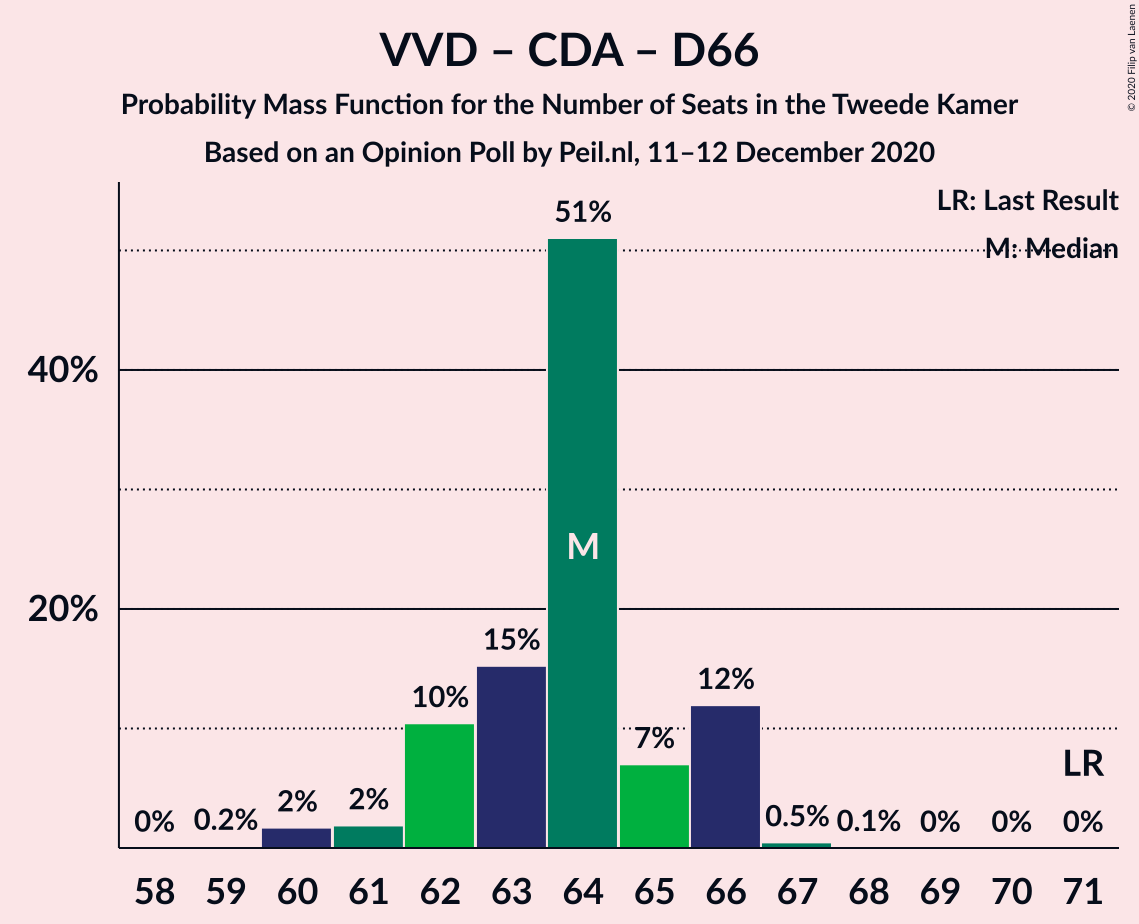 VVD – CDA – D66
Probability Mass Function for the Number of Seats in the Tweede Kamer
Based on an Opinion Poll by Peil.nl, 11–12 December 2020
© 2020 Filip van Laenen
LR: Last Result
M: Median
51%
40%
M
20%
15%
12%
10%
7%
LR
0% 0.2% 2% 2% 0.5% 0.1% 0% 0% 0%
58 59 60 61 62 63 64 65 66 67 68 69 70 71